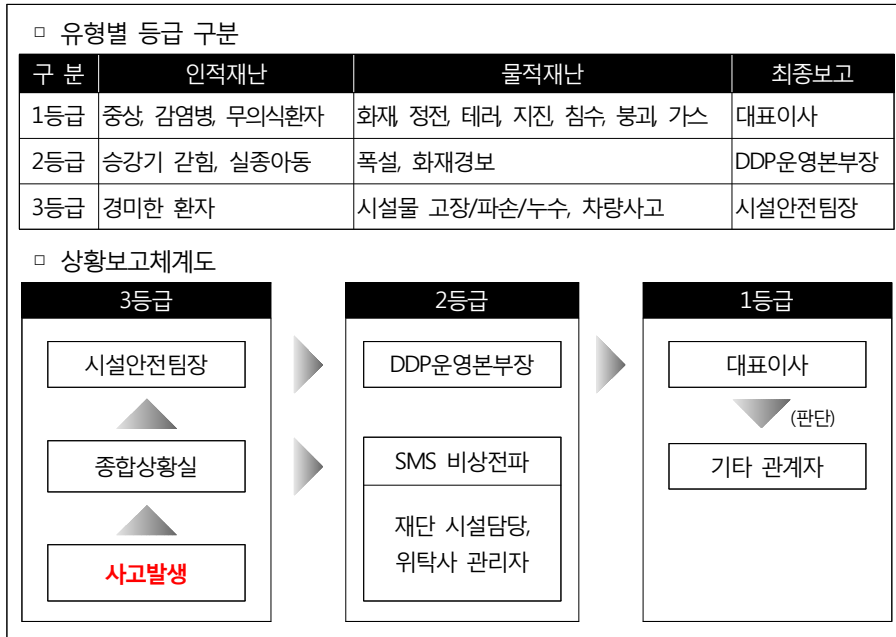 ▫ 유형별 등급 구분
구 분 인적재난 물적재난 최종보고
1등급 중상, 감염병, 무의식환자 화재, 정전, 테러, 지진, 침수, 붕괴, 가스 대표이사
2등급 승강기 갇힘, 실종아동 폭설, 화재경보 DDP운영본부장
3등급 경미한 환자 시설물 고장/파손/누수, 차량사고 시설안전팀장
▫ 상황보고체계도
3등급 2등급 1등급
시설안전팀장 DDP운영본부장 대표이사
(판단)
종합상황실 SMS 비상전파 기타 관계자
재단 시설담당,
위탁사 관리자
사고발생